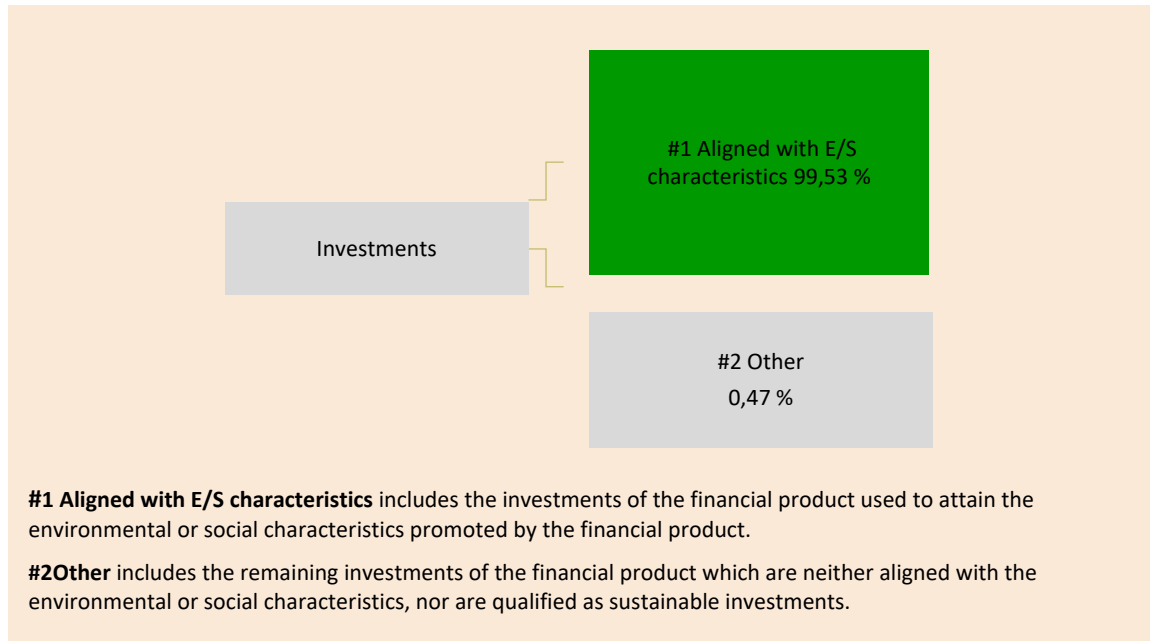 #1 Aligned with E/S
characteristics 99,53 %
Investments
#2 Other
0,47 %
#1 Aligned with E/S characteristics includes the investments of the financial product used to attain the
environmental or social characteristics promoted by the financial product.
#2Other includes the remaining investments of the financial product which are neither aligned with the
environmental or social characteristics, nor are qualified as sustainable investments.